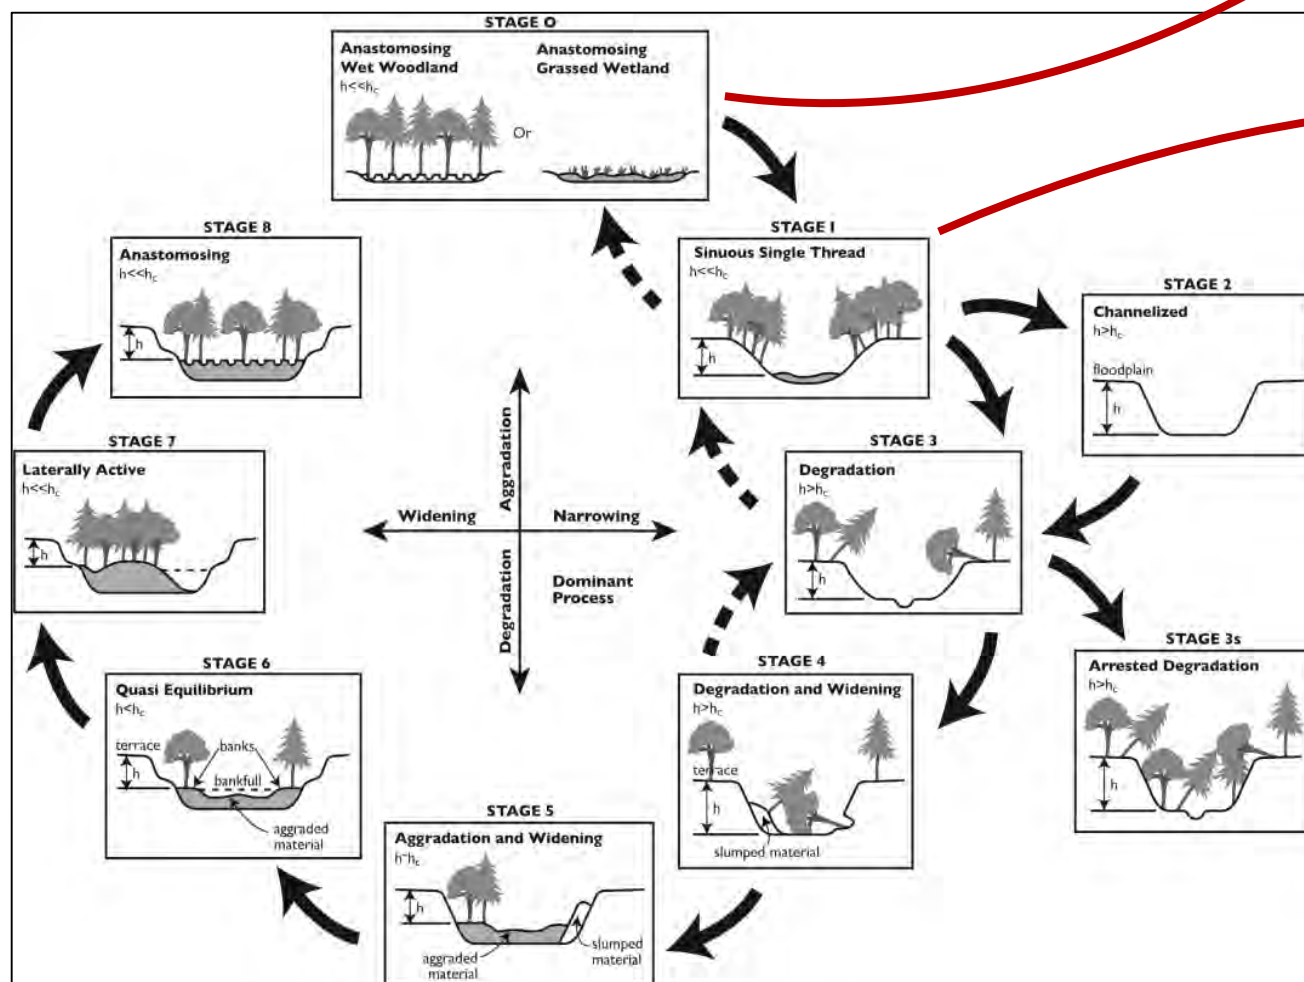 STAGE O
Anastomosing
Wet Woodland
h<<hc
Or
Anastomosing
Grassed Wetland
STAGE I
Sinuous Single Thread
h<<hc
h
STAGE 2
Channelized
h>hc
floodplain
h
STAGE 3
Degradation
h>hc
h
STAGE 3s
Arrested Degradation
h>hc
h
STAGE 4
Degradation and Widening
h>hc
terrace
h
slumped material
STAGE 5
Aggradation and Widening
h~hc
h
aggraded
material
slumped
material
STAGE 6
Quasi Equilibrium
h<hc
terrace
banks
h
bankfull
aggraded
material
STAGE 7
Laterally Active
h<<hc
h
STAGE 8
Anastomosing
h<<hc
h
Aggradation
Widening
Narrowing
Degradation
Dominant
Process